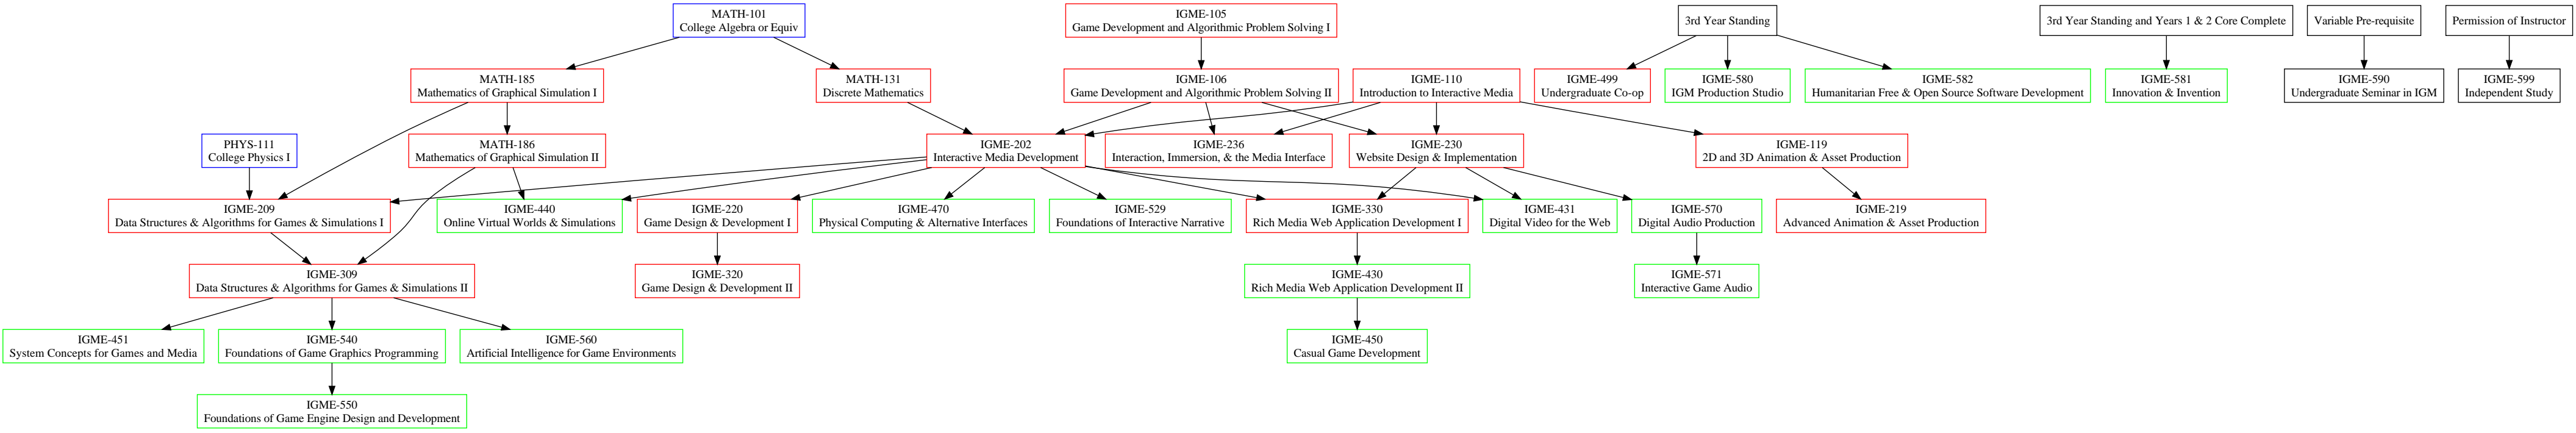 MATH-101
College Algebra or Equiv
IGME-105
Game Development and Algorithmic Problem Solving I
3rd Year Standing
3rd Year Standing and Years 1 & 2 Core Complete
Variable Pre-requisite
Permission of Instructor
MATH-185
Mathematics of Graphical Simulation I
MATH-131
Discrete Mathematics
IGME-106
Game Development and Algorithmic Problem Solving II
IGME-110
Introduction to Interactive Media
IGME-499
Undergraduate Co-op
IGME-580
IGM Production Studio
IGME-582
Humanitarian Free & Open Source Software Development
IGME-581
Innovation & Invention
IGME-590
Undergraduate Seminar in IGM
IGME-599
Independent Study
PHYS-111
College Physics I
MATH-186
Mathematics of Graphical Simulation II
IGME-202
Interactive Media Development
IGME-236
Interaction, Immersion, & the Media Interface
IGME-230
Website Design & Implementation
IGME-119
2D and 3D Animation & Asset Production
IGME-209
Data Structures & Algorithms for Games & Simulations I
IGME-440
Online Virtual Worlds & Simulations
IGME-220
Game Design & Development I
IGME-470
Physical Computing & Alternative Interfaces
IGME-529
Foundations of Interactive Narrative
IGME-330
Rich Media Web Application Development I
IGME-431
Digital Video for the Web
IGME-570
Digital Audio Production
IGME-219
Advanced Animation & Asset Production
IGME-309
Data Structures & Algorithms for Games & Simulations II
IGME-320
Game Design & Development II
IGME-430
Rich Media Web Application Development II
IGME-571
Interactive Game Audio
IGME-451
System Concepts for Games and Media
IGME-540
Foundations of Game Graphics Programming
IGME-560
Artificial Intelligence for Game Environments
IGME-450
Casual Game Development
IGME-550
Foundations of Game Engine Design and Development